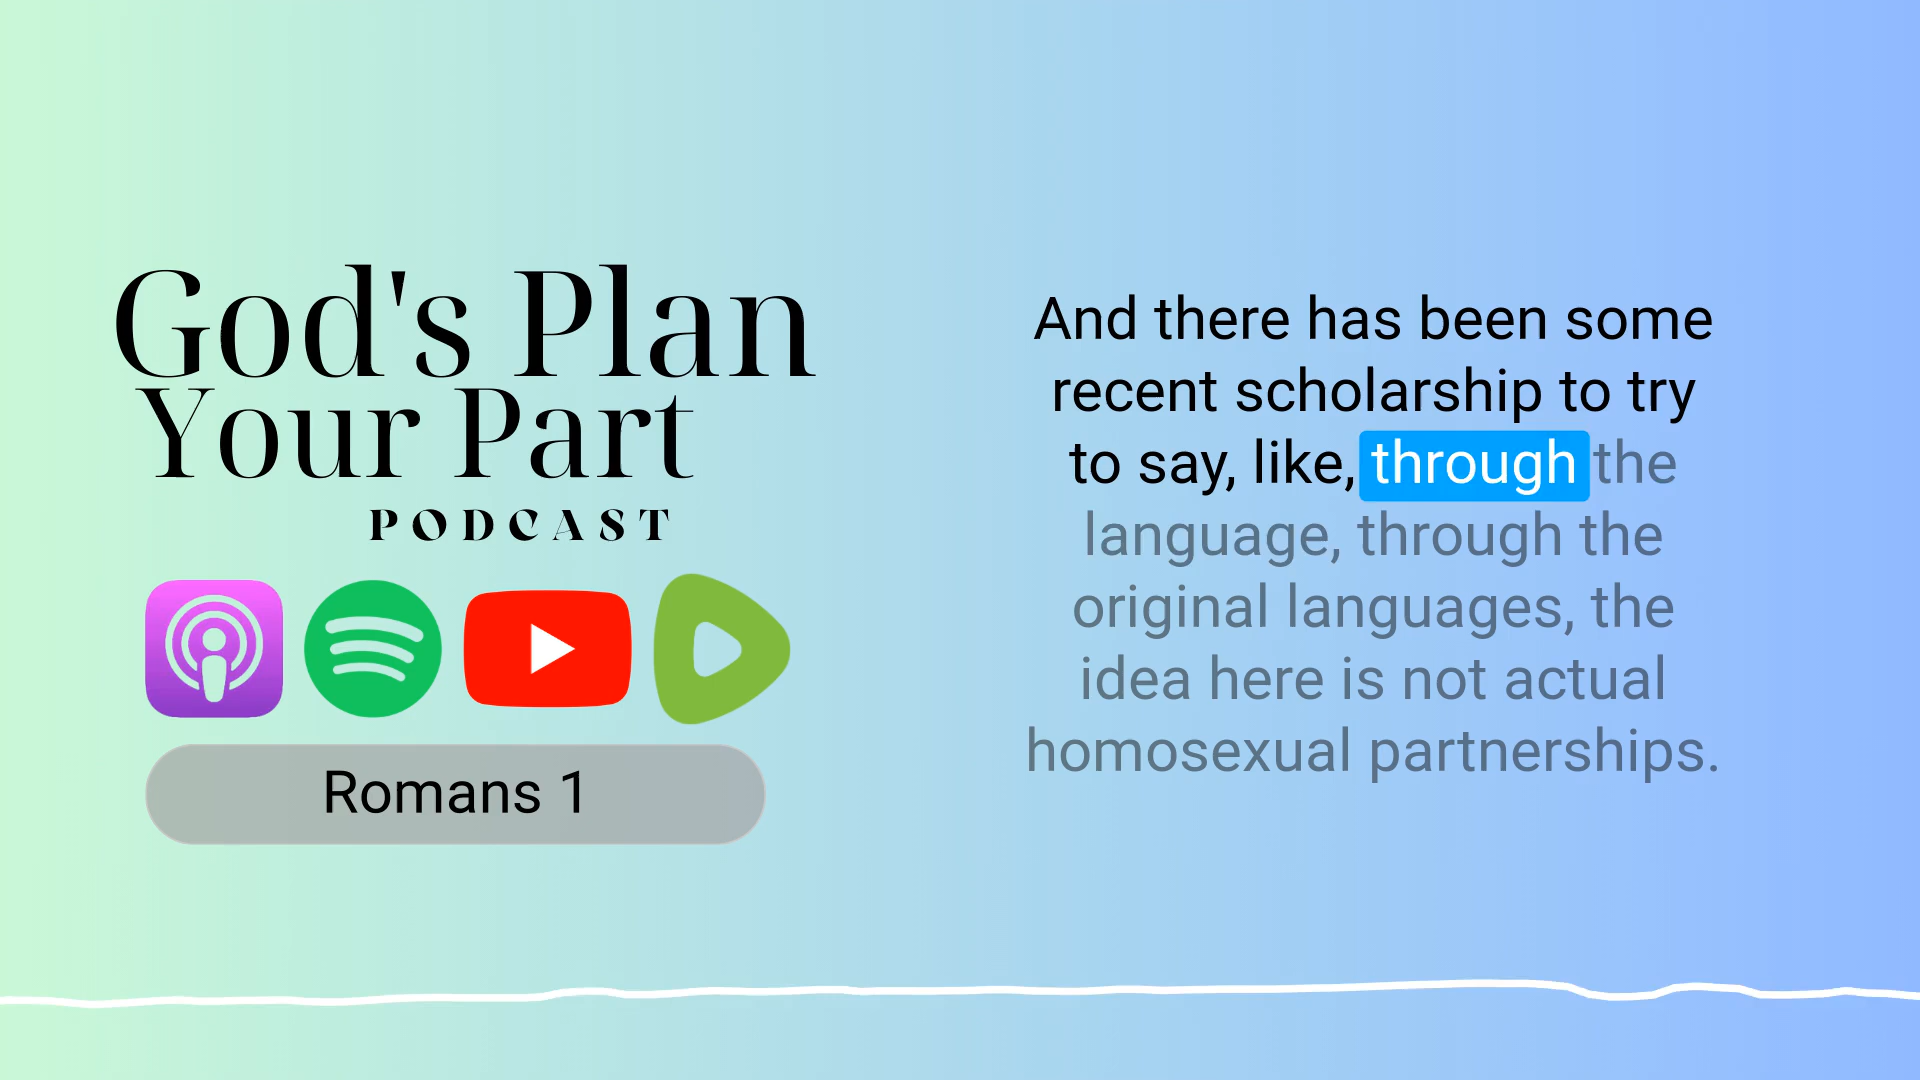 God's Plan
Your Part
PODCAST
Romans 1
And there has been some
recent scholarship to try
to say, like, through the
language, through the
original languages, the
idea here is not actual
homosexual partnerships.